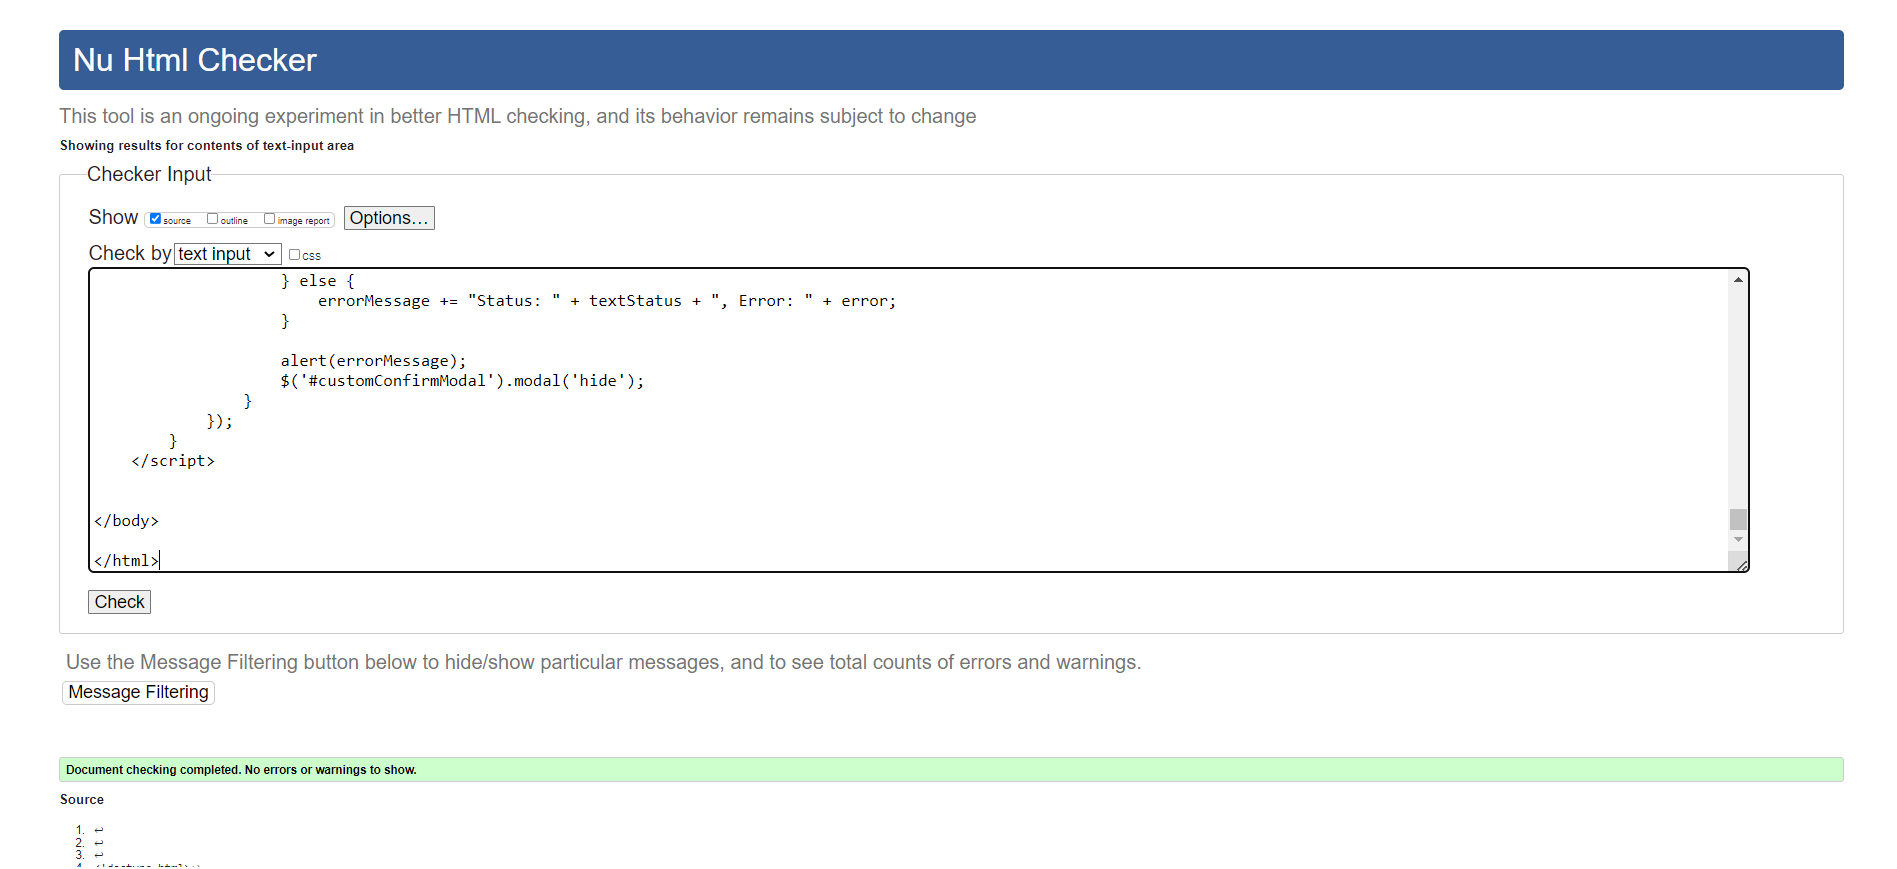 Nu Html Checker
This tool is an ongoing experiment in better HTML checking, and its behavior remains subject to change
Showing results for contents of text-input area
Checker Input
Show source outline image report Options...
Check by text input css
} else {
errorMessage += "Status: " + textStatus + ", Error: " + error;
}
alert(errorMessage);
$('#customConfirmModal').modal('hide');
}
});
}
</script>
</body>
</html>
Check
Use the Message Filtering button below to hide/show particular messages, and to see total counts of errors and warnings.
Message Filtering
Document checking completed. No errors or warnings to show.
Source
1. ↩
2. ↩
3. ↩